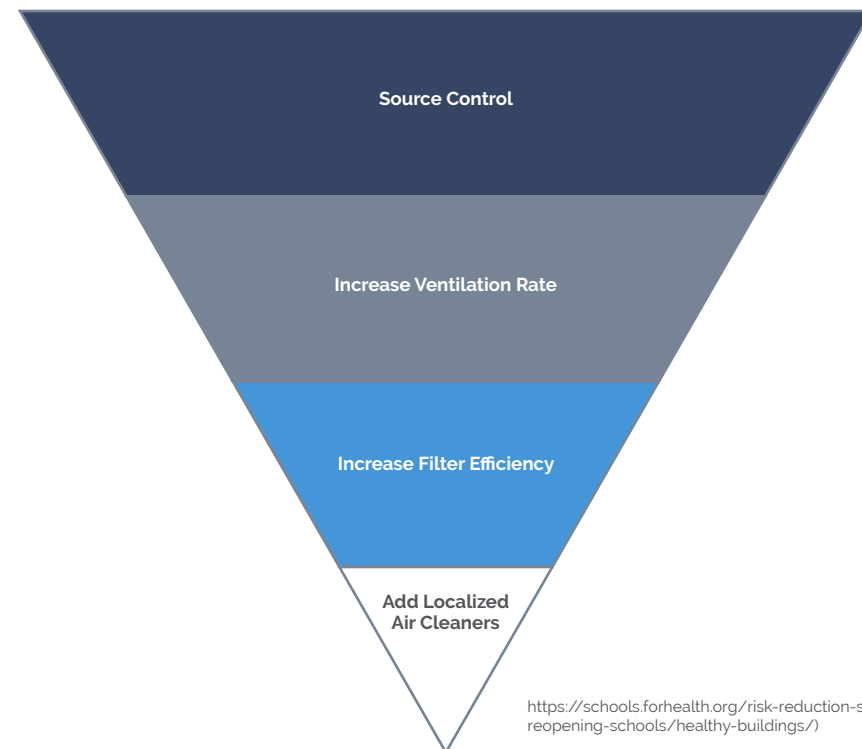 Source Control
Increase Ventilation Rate
Increase Filter Efficiency
Add Localized
Air Cleaners
https://schools.forhealth.org/risk-reduction-s
reopening-schools/healthy-buildings/)